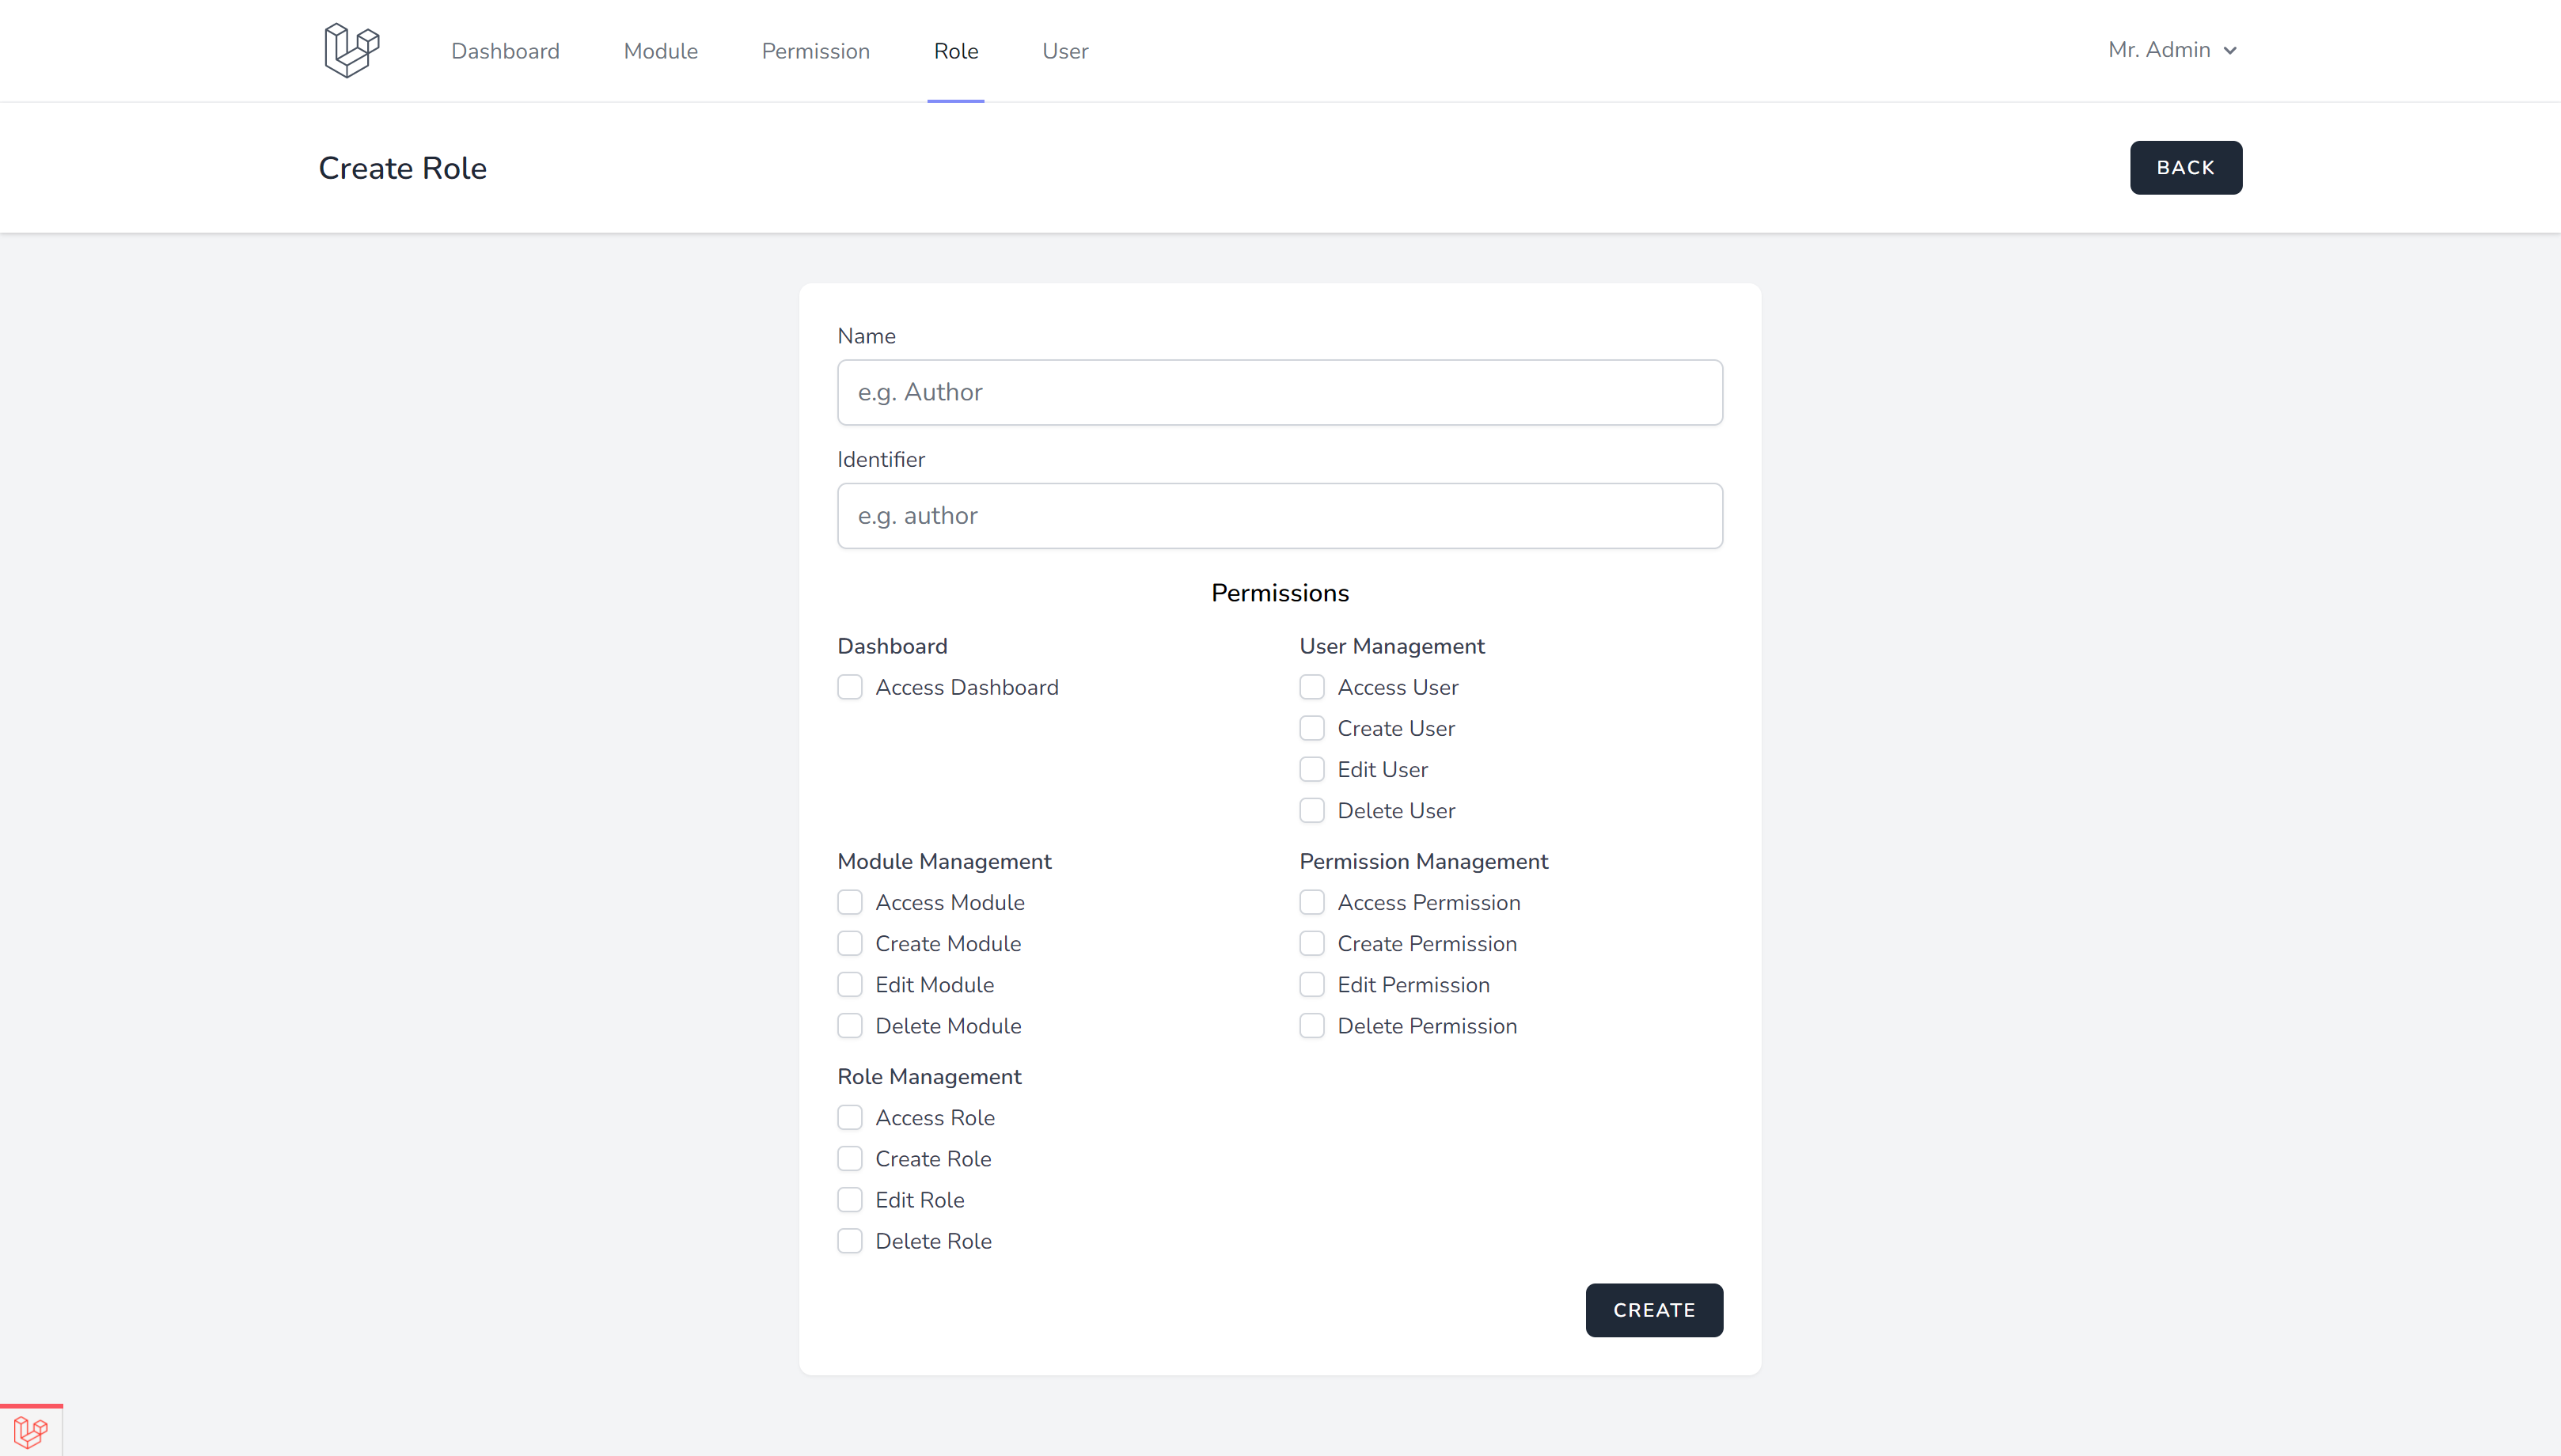 Dashboard Module Permission Role User Mr. Admin
Create Role BACK
Name
e.g. Author
Identifier
e.g. author
Permissions
Dashboard
Access Dashboard
User Management
Access User
Create User
Edit User
Delete User
Module Management
Access Module
Create Module
Edit Module
Delete Module
Permission Management
Access Permission
Create Permission
Edit Permission
Delete Permission
Role Management
Access Role
Create Role
Edit Role
Delete Role
CREATE